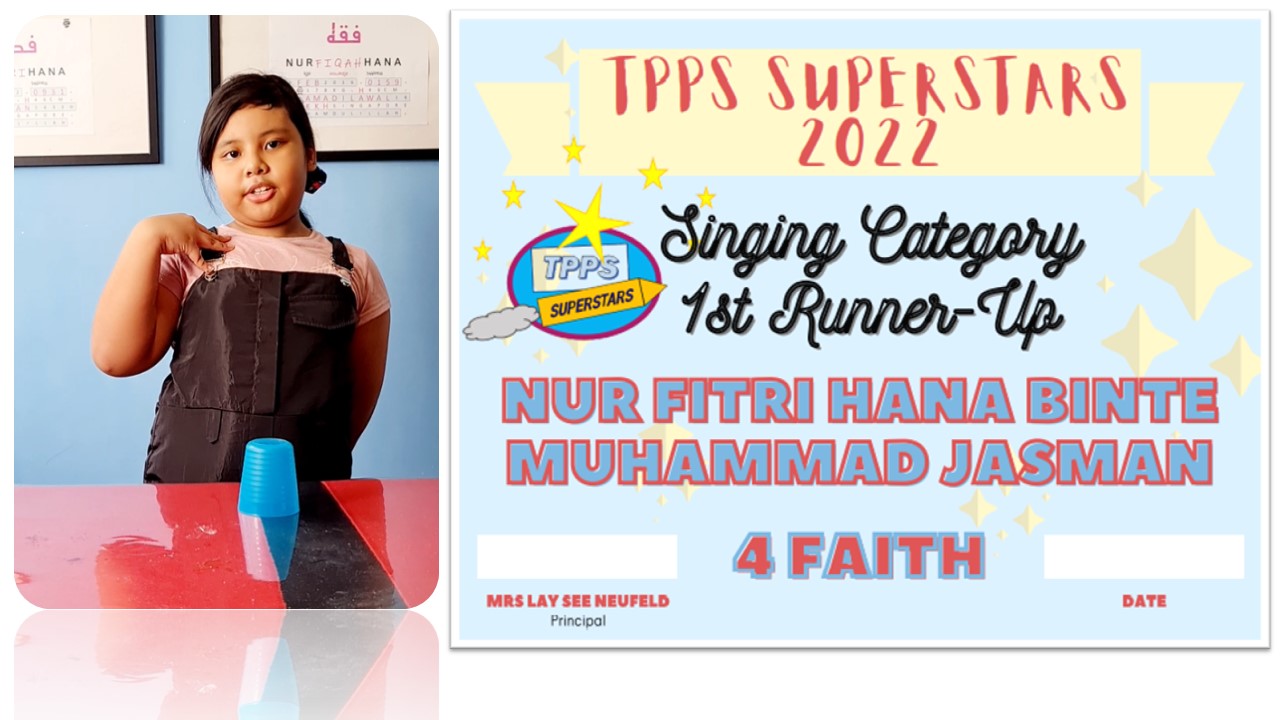 فقه
NURFIQAHHANA
HANA
TPPS SUPERSTARS
2022
TPPS
SUPERSTARS
Singing Category
1st Runner-Up
NUR FITRI HANA BINTE
MUHAMMAD JASMAN
4 FAITH
MRS LAY SEE NEUFELD
Principal
DATE